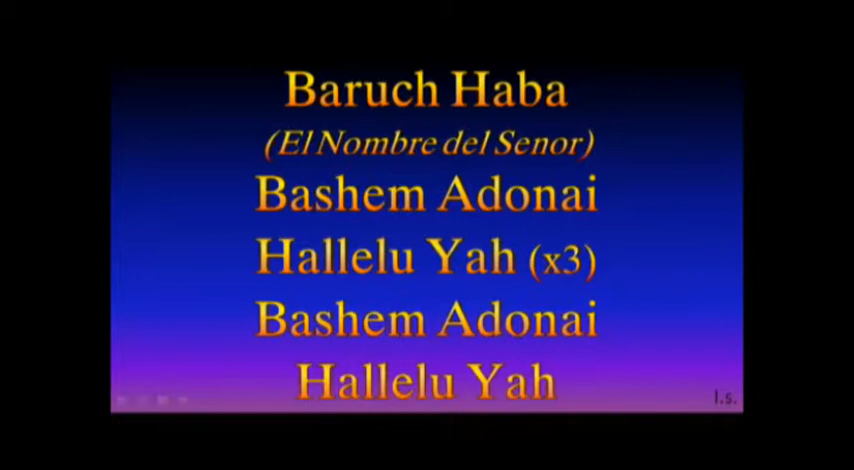 Baruch Haba
(El Nombre del Senor)
Bashem Adonai
Hallelu Yah (x3)
Bashem Adonai
Hallelu Yah
l.s.